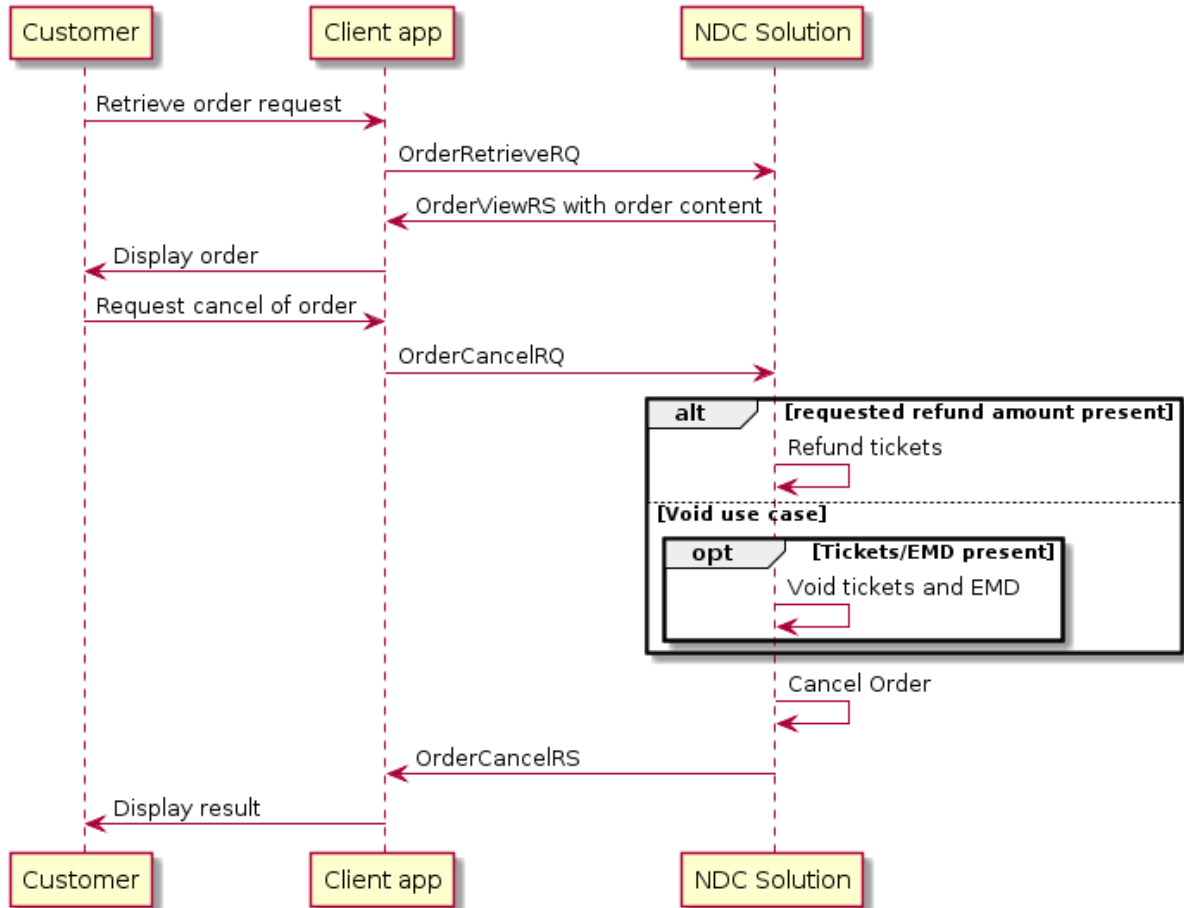 Customer
Client app
NDC Solution
Retrieve order request
OrderRetrieveRQ
OrderViewRS with order content
Display order
Request cancel of order
OrderCancelRQ
alt [requested refund amount present]
Refund tickets
[Void use case]
opt [Tickets/EMD present]
Void tickets and EMD
Cancel Order
OrderCancelRS
Display result
Customer
Client app
NDC Solution